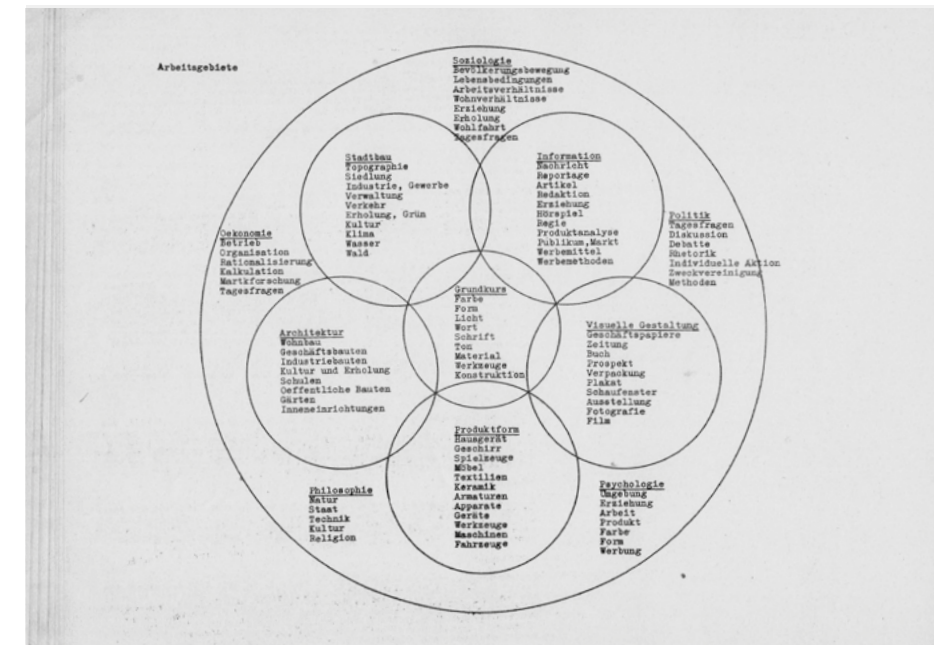 Arbeitsgebiete
Soziologie
Bevölkerungsbewegung
Lebensbedingungen
Arbeitsverhältnisse
Wohnverhältnisse
Erziehung
Erholung
Wohlfahrt
Tagesfragen
Stadtbau
Topographie
Siedlung
Industrie, Gewerbe
Verwaltung
Verkehr
Erholung, Grün
Kultur
Klima
Wasser
Wald
Information
Nachricht
Reportage
Artikel
Redaktion
Erziehung
Hörspiel
Regie
Produktanalyse
Publikum,Markt
Werbemittel
Werbemethoden
Oekonomie
Betrieb
Organisation
Rationalisierung
Kalkulation
Martkforschung
Tagesfragen
Politik
Tagesfragen
Diskussion
Debatte
Rhetorik
Individuelle Aktion
Zweckvereinigung
Methoden
Grundkurs
Farbe
Form
Licht
Wort
Schrift
Ton
Material
Werkzeuge
Konstruktion
Architektur
Wohnbau
Geschäftsbauten
Industriebauten
Kultur und Erholung
Schulen
Oeffentliche Bauten
Gärten
Inneneinrichtungen
Visuelle Gestaltung
Geschäftspapiere
Zeitung
Buch
Prospekt
Verpackung
Plakat
Schaufenster
Ausstellung
Fotografie
Film
Produktform
Hausgerät
Geschirr
Spielzeuge
Möbel
Textilien
Keramik
Armaturen
Apparate
Geräte
Werkzeuge
Maschinen
Fahrzeuge
Philosophie
Natur
Staat
Technik
Kultur
Religion
Psychologie
Umgebung
Erziehung
Arbeit
Produkt
Farbe
Form
Werbung